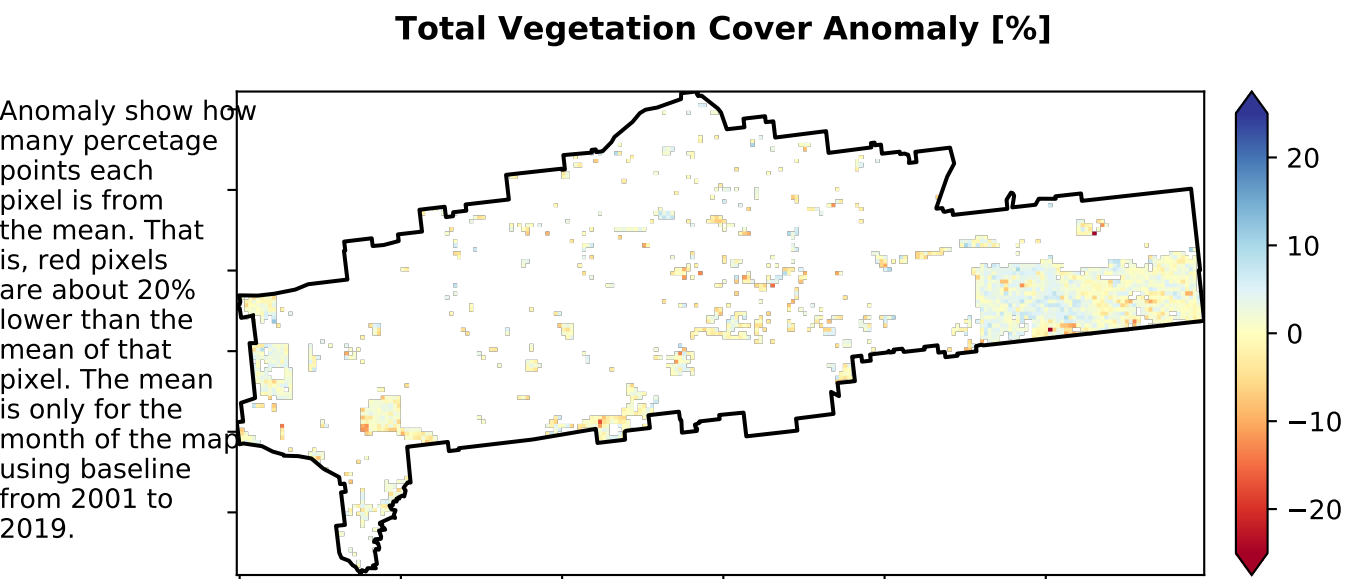 Total Vegetation Cover Anomaly [%]
Anomaly show how
many percetage
points each
pixel is from
the mean. That
is, red pixels
are about 20%
lower than the
mean of that
pixel. The mean
is only for the
month of the map
using baseline
from 2001 to
2019.
20
10
0
−10
−20